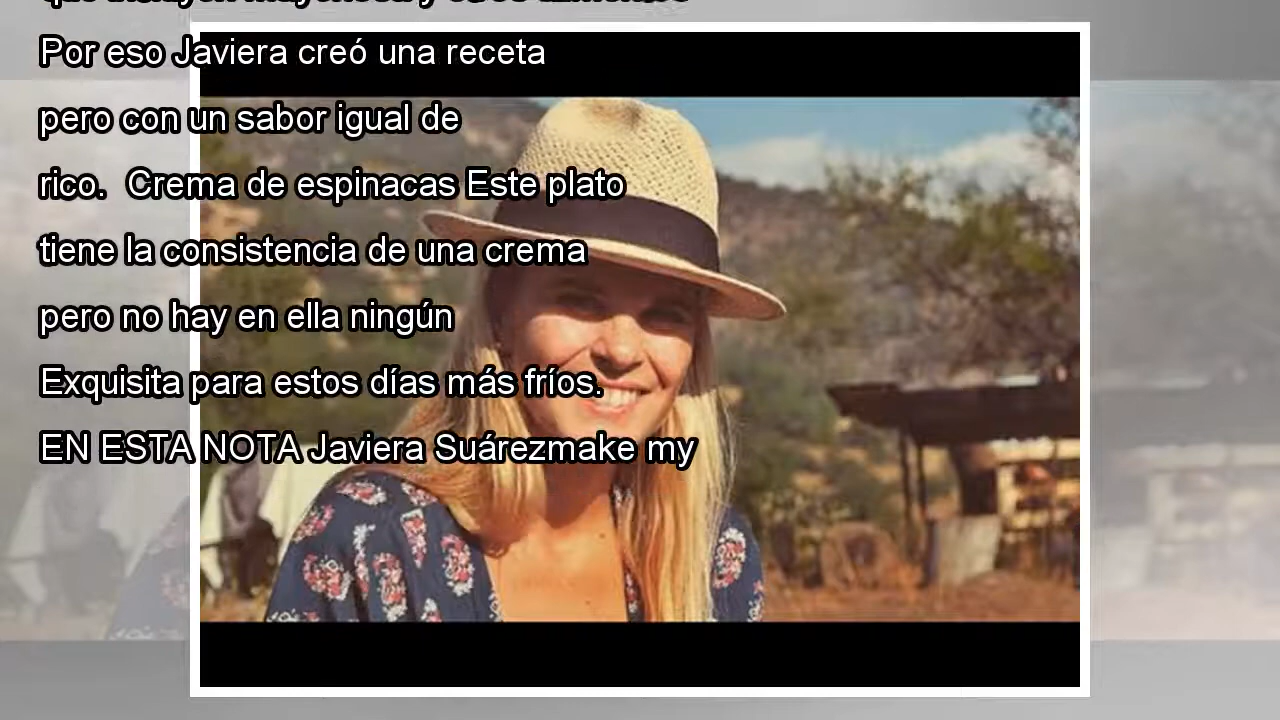 Por eso Javiera creó una receta
pero con un sabor igual de
rico.  Crema de espinacas Este plato
tiene la consistencia de una crema
pero no hay en ella ningún
Exquisita para estos días más fríos.
EN ESTA NOTA Javiera Suárezmake my